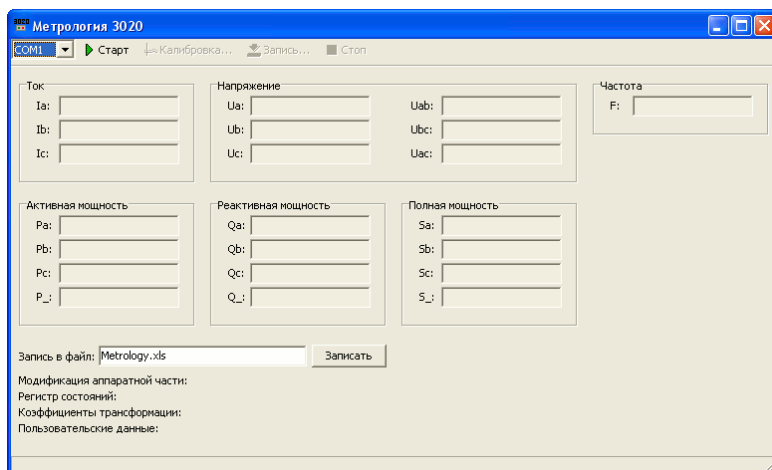 3020 Метрология 3020
COM1 Старт Калибровка... Запись... Стоп
Ток Напряжение Частота
Ia: Ua: Uab: F:
Ib: Ub: Ubc:
Ic: Uc: Uac:
Активная мощность Реактивная мощность Полная мощность
Pa: Qa: Sa:
Pb: Qb: Sb:
Pc: Qc: Sc:
P_: Q_: S_:
Запись в файл: Metrology.xls Записать
Модификация аппаратной части:
Регистр состояний:
Коэффициенты трансформации:
Пользовательские данные: